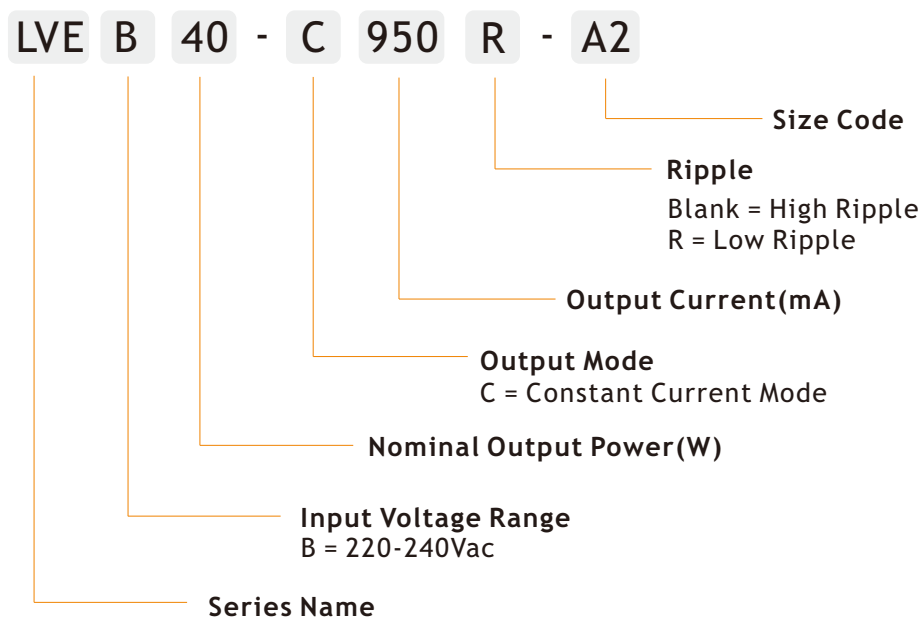 LVE B 40 - C 950 R - A2
Size Code
Ripple
Blank = High Ripple
R = Low Ripple
Output Current(mA)
Output Mode
C = Constant Current Mode
Nominal Output Power(W)
Input Voltage Range
B = 220-240Vac
Series Name